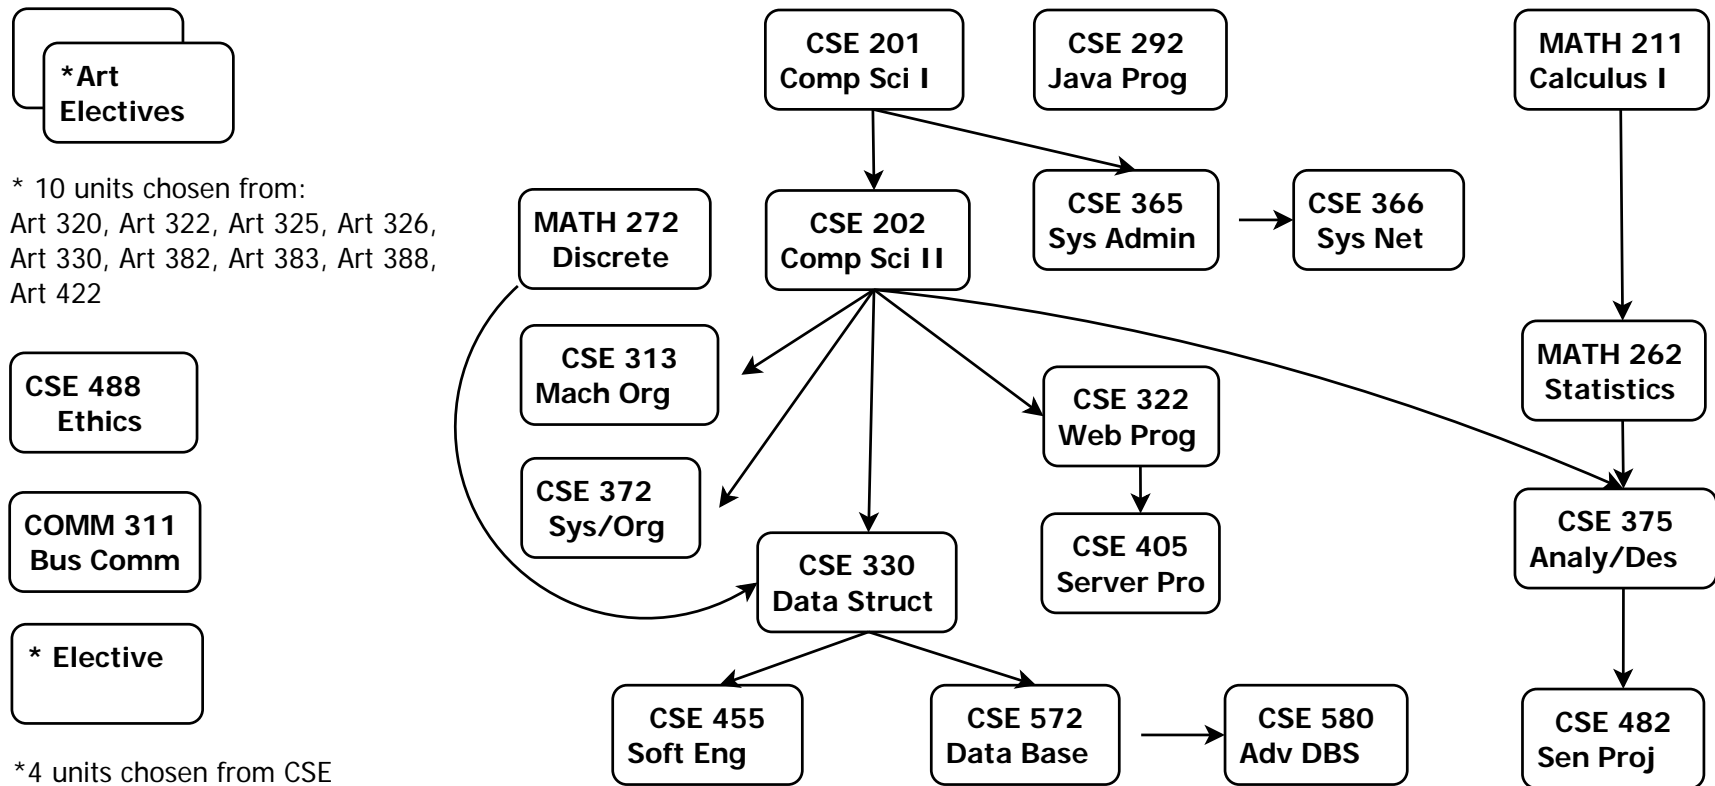 *Art
Electives
* 10 units chosen from:
Art 320, Art 322, Art 325, Art 326,
Art 330, Art 382, Art 383, Art 388,
Art 422
CSE 488
Ethics
COMM 311
Bus Comm
* Elective
*4 units chosen from CSE
CSE 201
Comp Sci I
CSE 292
Java Prog
MATH 211
Calculus I
MATH 272
Discrete
CSE 202
Comp Sci II
CSE 365
Sys Admin
CSE 366
Sys Net
CSE 313
Mach Org
CSE 322
Web Prog
MATH 262
Statistics
CSE 372
Sys/Org
CSE 330
Data Struct
CSE 405
Server Pro
CSE 375
Analy/Des
CSE 455
Soft Eng
CSE 572
Data Base
CSE 580
Adv DBS
CSE 482
Sen Proj